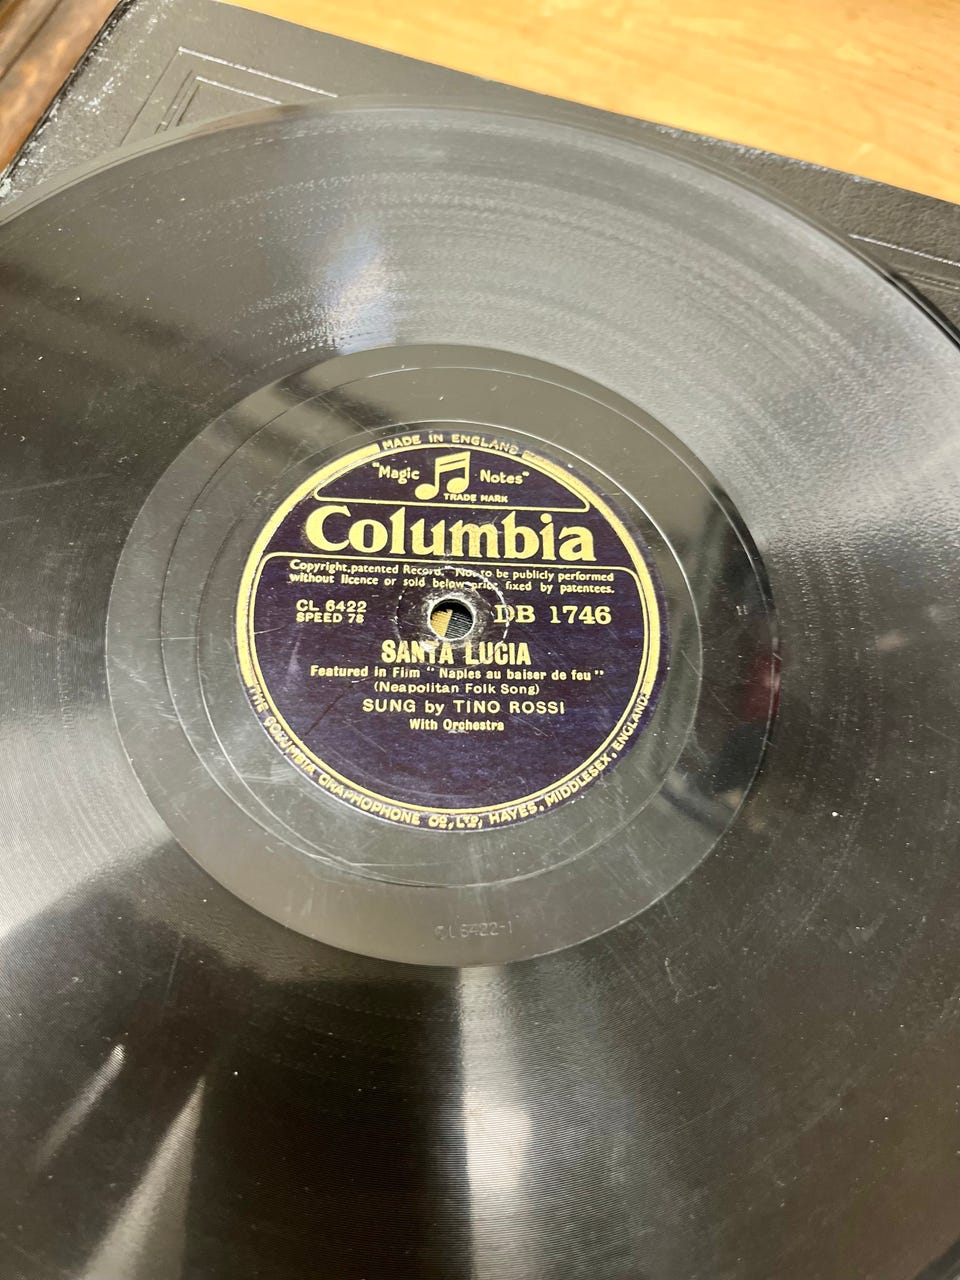 MADE IN ENGLAND
"Magic Notes"
TRADE MARK
Columbia
Copyright, patented Record. Not to be publicly performed
without licence or sold below price fixed by patentees.
CL 6422
SPEED 78
DB 1746
SANTA LUCIA
Featured in Film "Naples au baiser de feu"
(Neapolitan Folk Song)
SUNG by TINO ROSSI
With Orchestra
(THE COLUMBIA GRAPHOPHONE CO., LTD, HAYES, MIDDLESEX, ENGLAND)
CL6422-1